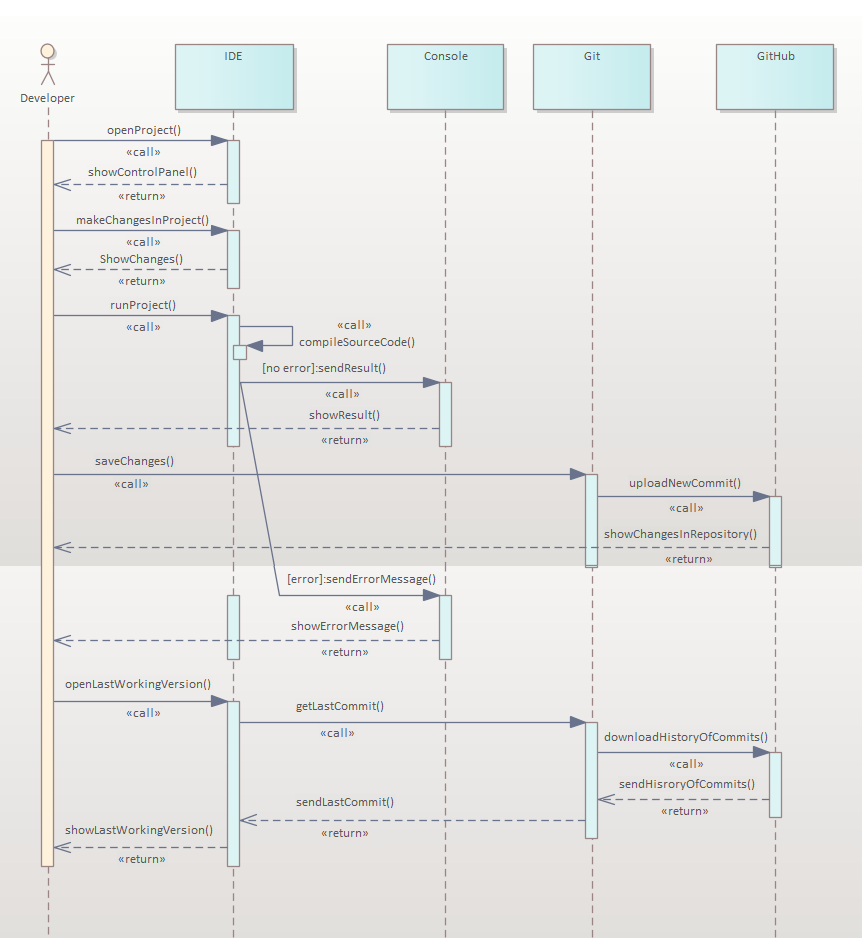 IDE
Console
Git
GitHub
Developer
openProject()
«call»
showControlPanel()
«return»
makeChangesInProject()
«call»
ShowChanges()
«return»
runProject()
«call»
«call»
compileSourceCode()
[no error]:sendResult()
«call»
showResult()
«return»
saveChanges()
«call»
uploadNewCommit()
«call»
showChangesInRepository()
«return»
[error]:sendErrorMessage()
«call»
showErrorMessage()
«return»
openLastWorkingVersion()
«call»
getLastCommit()
«call»
downloadHistoryOfCommits()
«call»
sendHisroryOfCommits()
«return»
sendLastCommit()
«return»
showLastWorkingVersion()
«return»